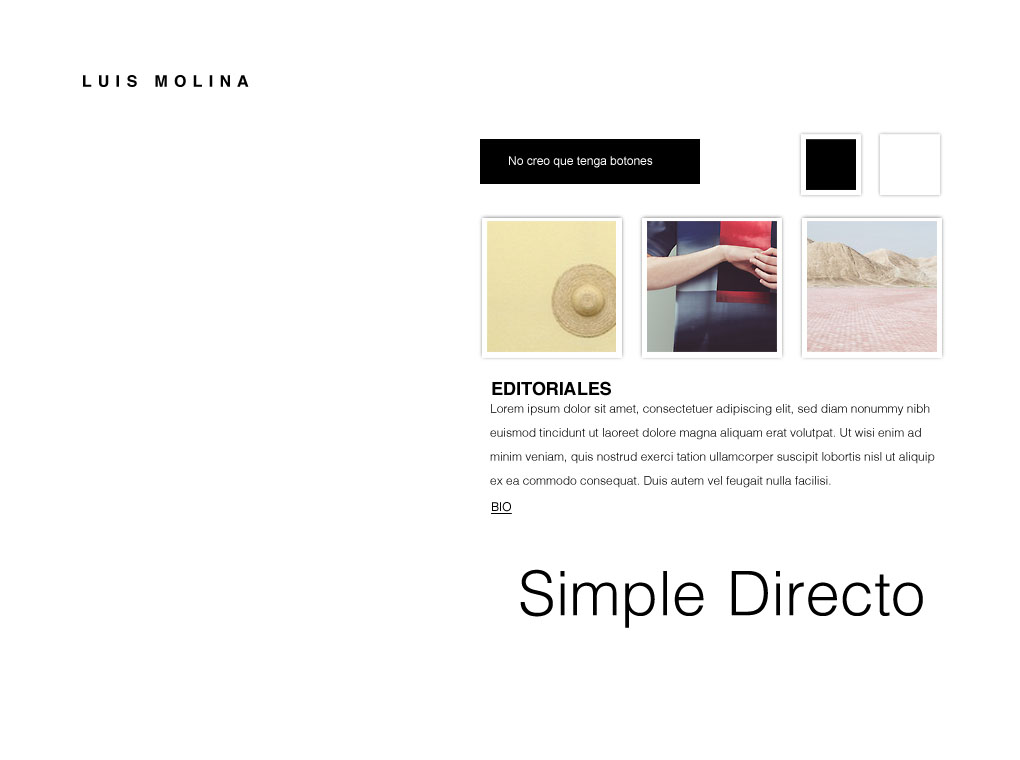 LUIS MOLINA
No creo que tenga botones
EDITORIALES
Lorem ipsum dolor sit amet, consectetuer adipiscing elit, sed diam nonummy nibh
euismod tincidunt ut laoreet dolore magna aliquam erat volutpat. Ut wisi enim ad
minim veniam, quis nostrud exerci tation ullamcorper suscipit lobortis nisl ut aliquip
ex ea commodo consequat. Duis autem vel feugait nulla facilisi.
BIO
Simple Directo